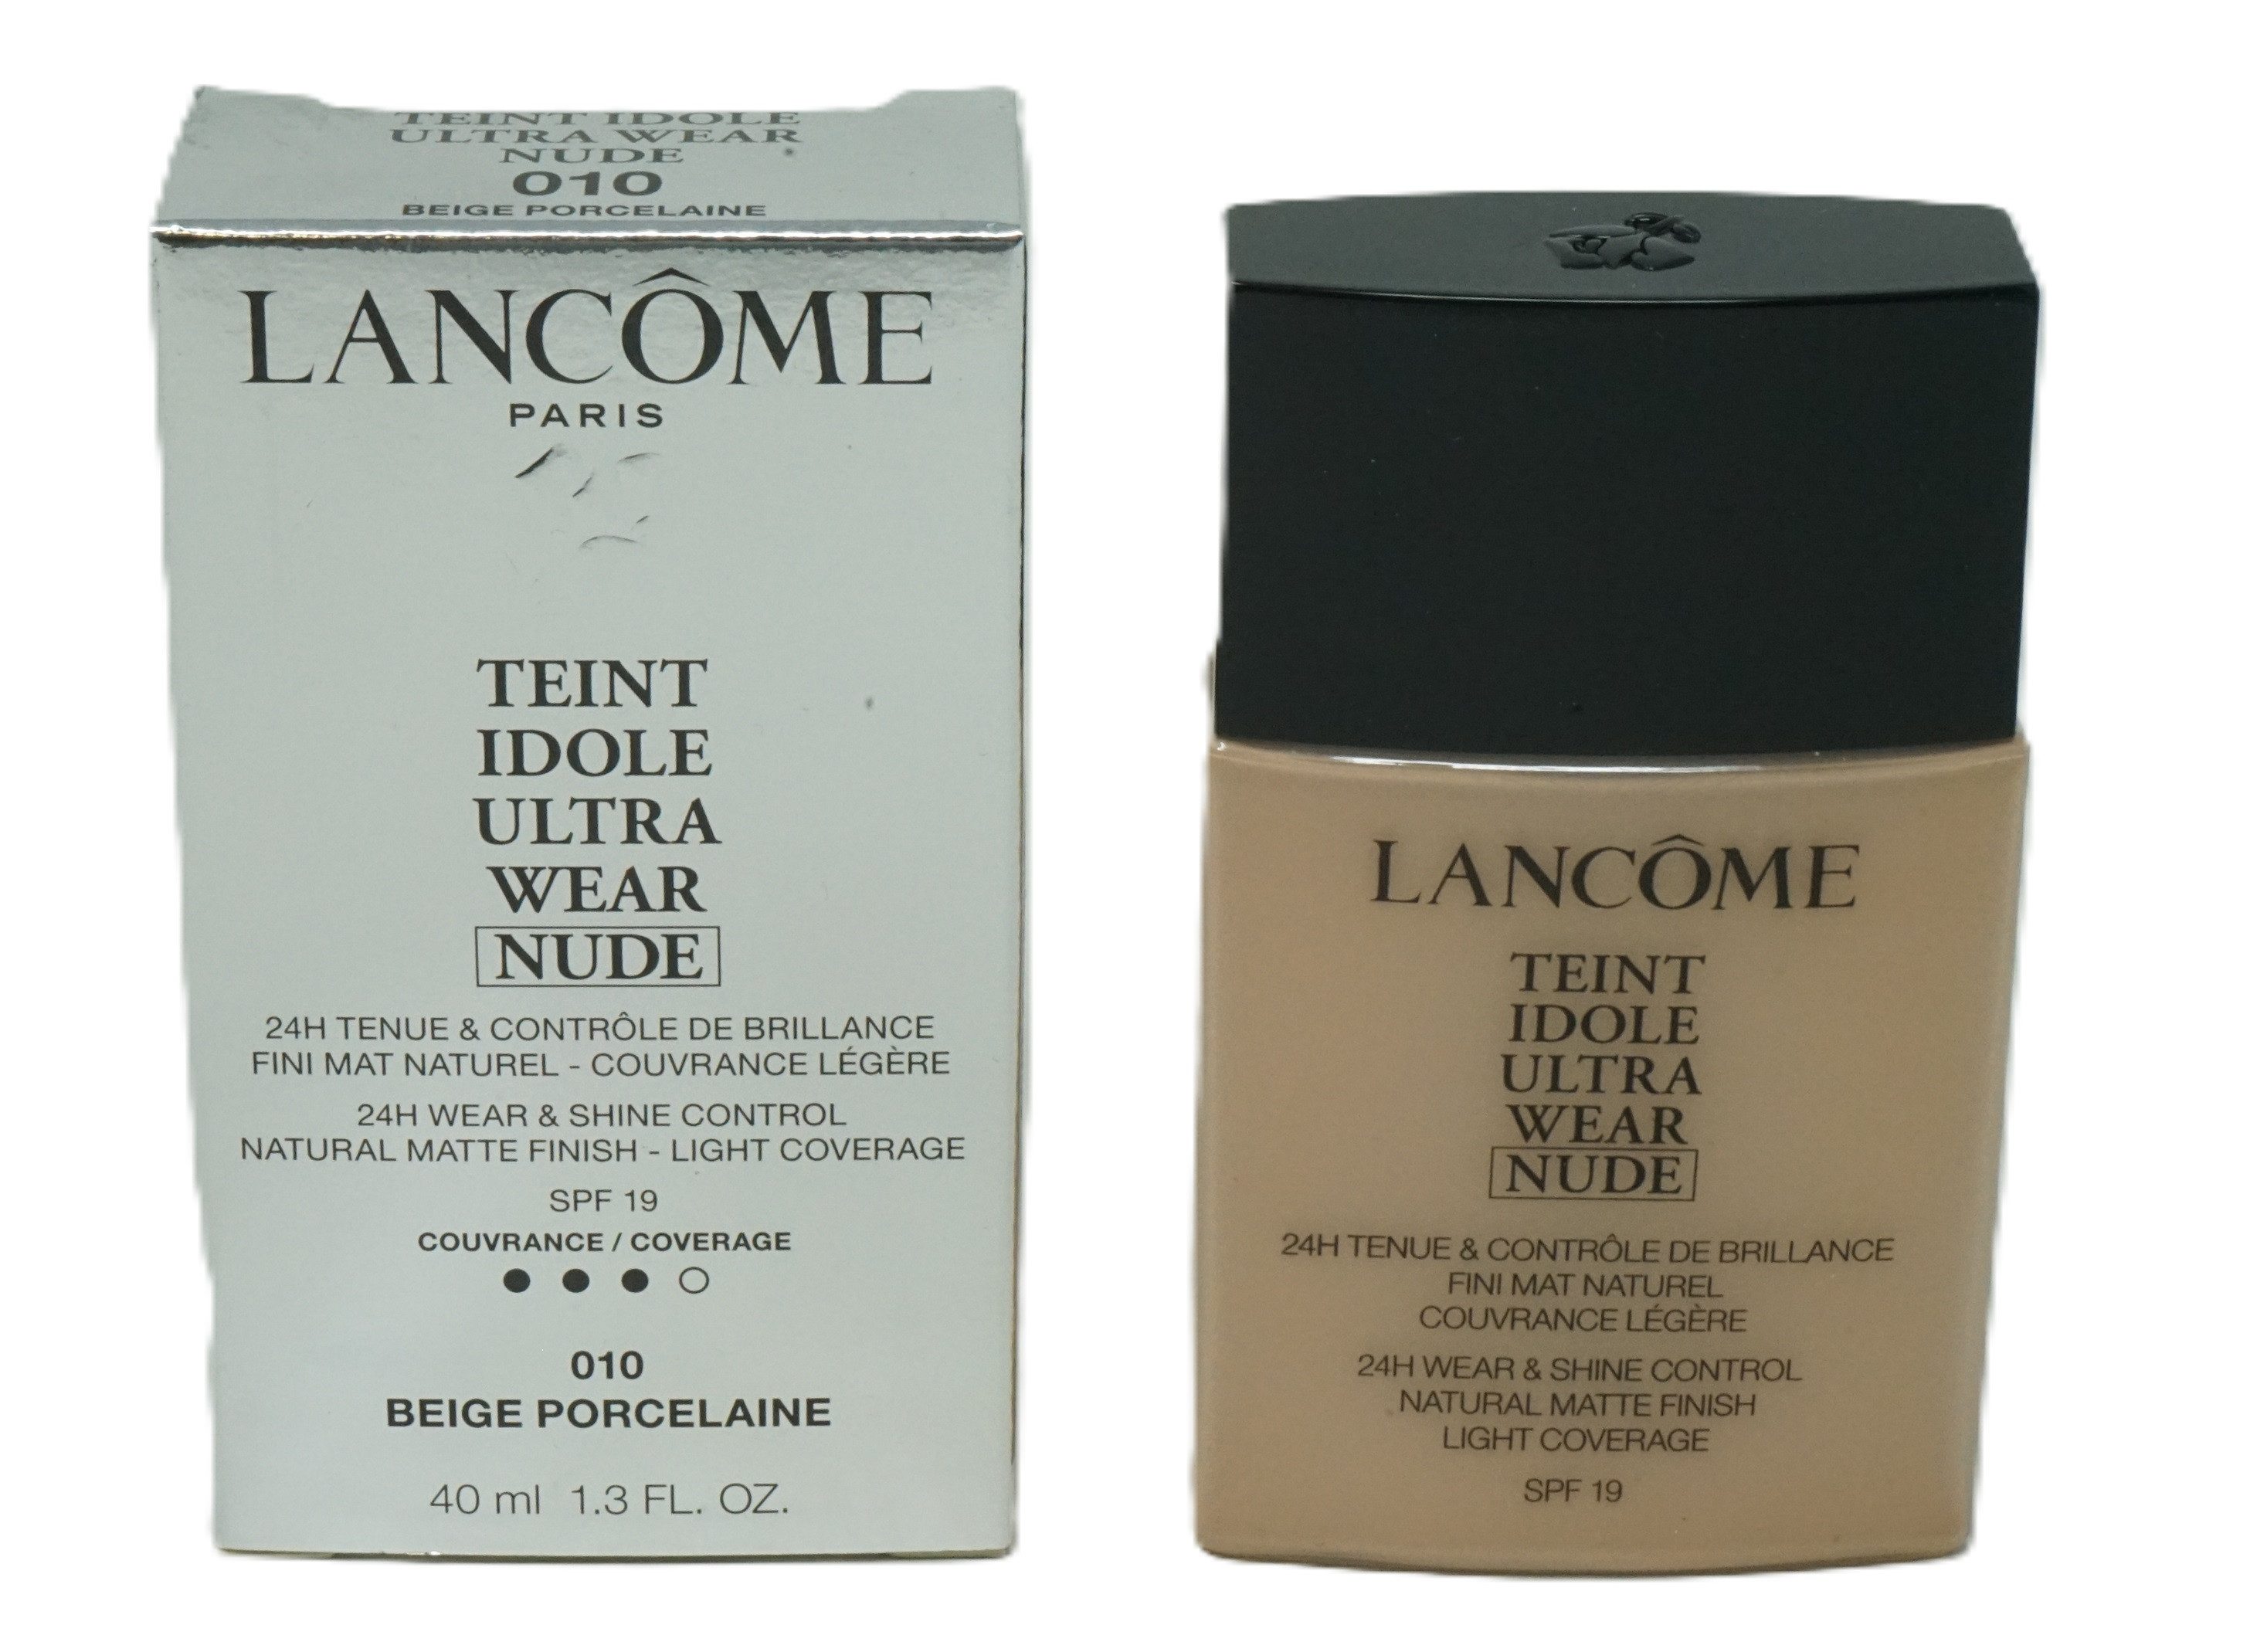 TEINT IDOLE
ULTRA WEAR
NUDE
010
BEIGE PORCELAINE
LANCÔME
PARIS
TEINT
IDOLE
ULTRA
WEAR
NUDE
24H TENUE & CONTRÔLE DE BRILLANCE
FINI MAT NATUREL - COUVRANCE LÉGÈRE
24H WEAR & SHINE CONTROL
NATURAL MATTE FINISH - LIGHT COVERAGE
SPF 19
COUVRANCE / COVERAGE
010
BEIGE PORCELAINE
40 ml 1.3 FL. OZ.
LANCÔME
TEINT
IDOLE
ULTRA
WEAR
NUDE
24H TENUE & CONTRÔLE DE BRILLANCE
FINI MAT NATUREL
COUVRANCE LÉGÈRE
24H WEAR & SHINE CONTROL
NATURAL MATTE FINISH
LIGHT COVERAGE
SPF 19